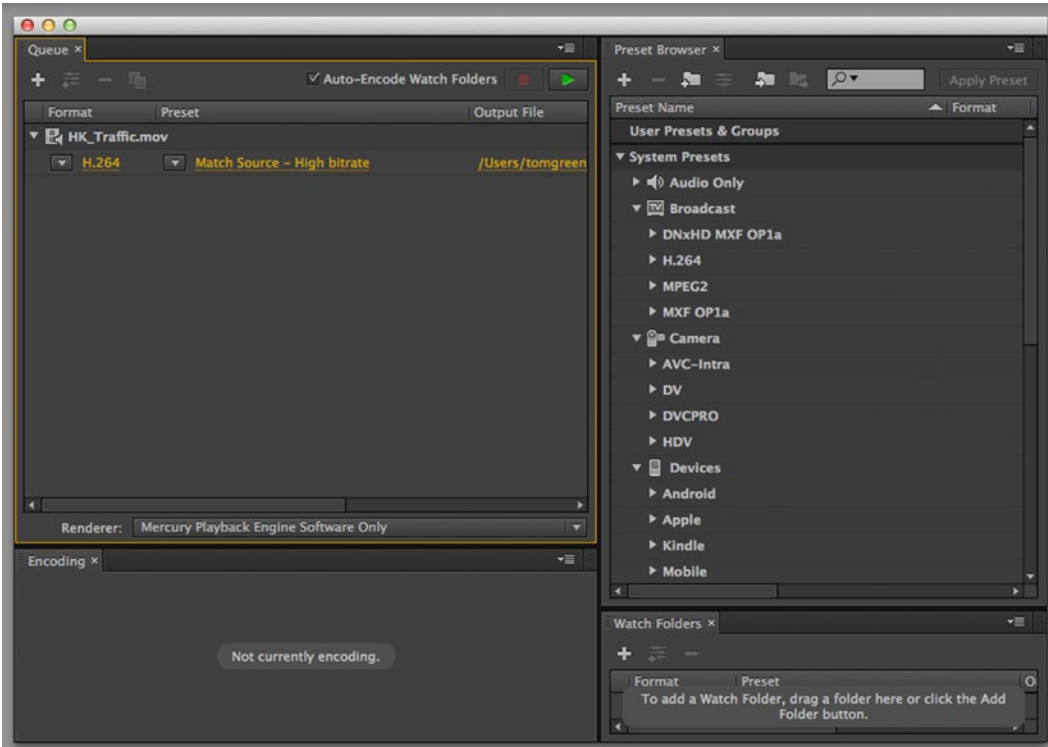 Queue ×
Auto-Encode Watch Folders
Format Preset Output File
HK_Traffic.mov
H.264 Match Source – High bitrate /Users/tomgreen
Renderer: Mercury Playback Engine Software Only
Encoding ×
Not currently encoding.
Preset Browser ×
Apply Preset
Preset Name Format
User Presets & Groups
System Presets
Audio Only
TV Broadcast
DNxHD MXF OP1a
H.264
MPEG2
MXF OP1a
Camera
AVC-Intra
DV
DVCPRO
HDV
Devices
Android
Apple
Kindle
Mobile
Watch Folders ×
Format Preset O
To add a Watch Folder, drag a folder here or click the Add
Folder button.